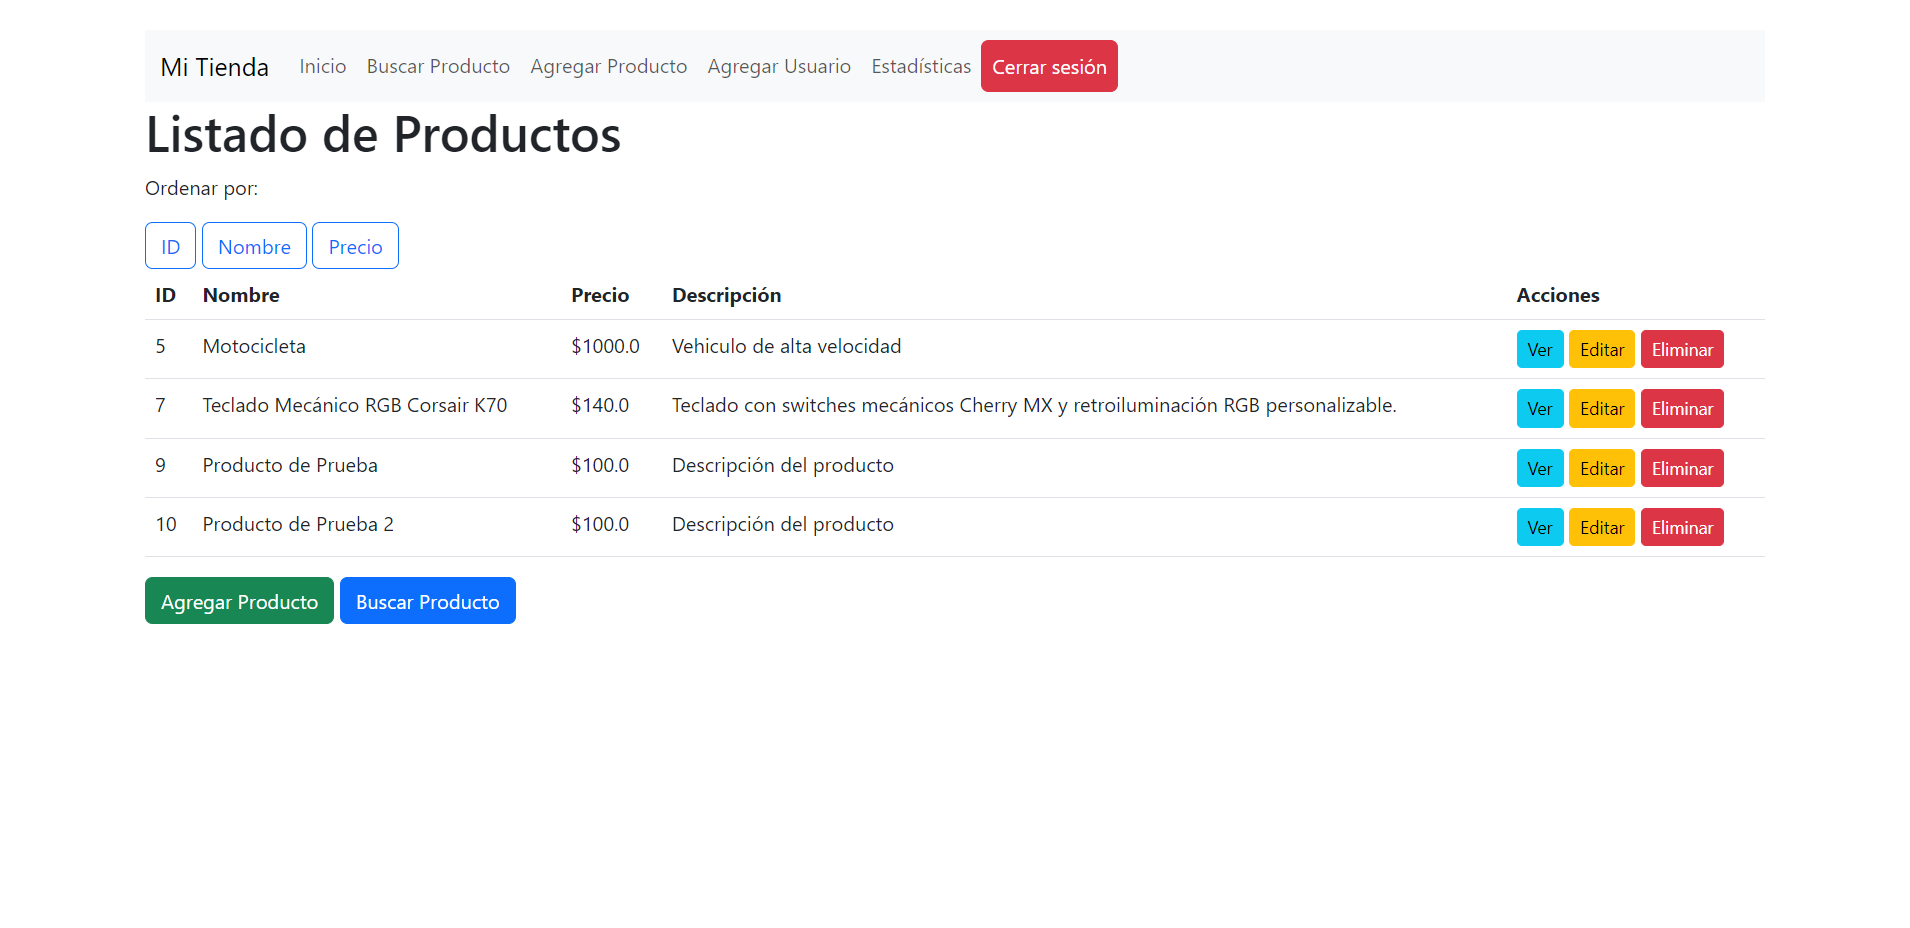 Mi Tienda Inicio Buscar Producto Agregar Producto Agregar Usuario Estadísticas Cerrar sesión
Listado de Productos
Ordenar por:
ID Nombre Precio
ID Nombre Precio Descripción Acciones
5 Motocicleta $1000.0 Vehiculo de alta velocidad Ver Editar Eliminar
7 Teclado Mecánico RGB Corsair K70 $140.0 Teclado con switches mecánicos Cherry MX y retroiluminación RGB personalizable. Ver Editar Eliminar
9 Producto de Prueba $100.0 Descripción del producto Ver Editar Eliminar
10 Producto de Prueba 2 $100.0 Descripción del producto Ver Editar Eliminar
Agregar Producto Buscar Producto